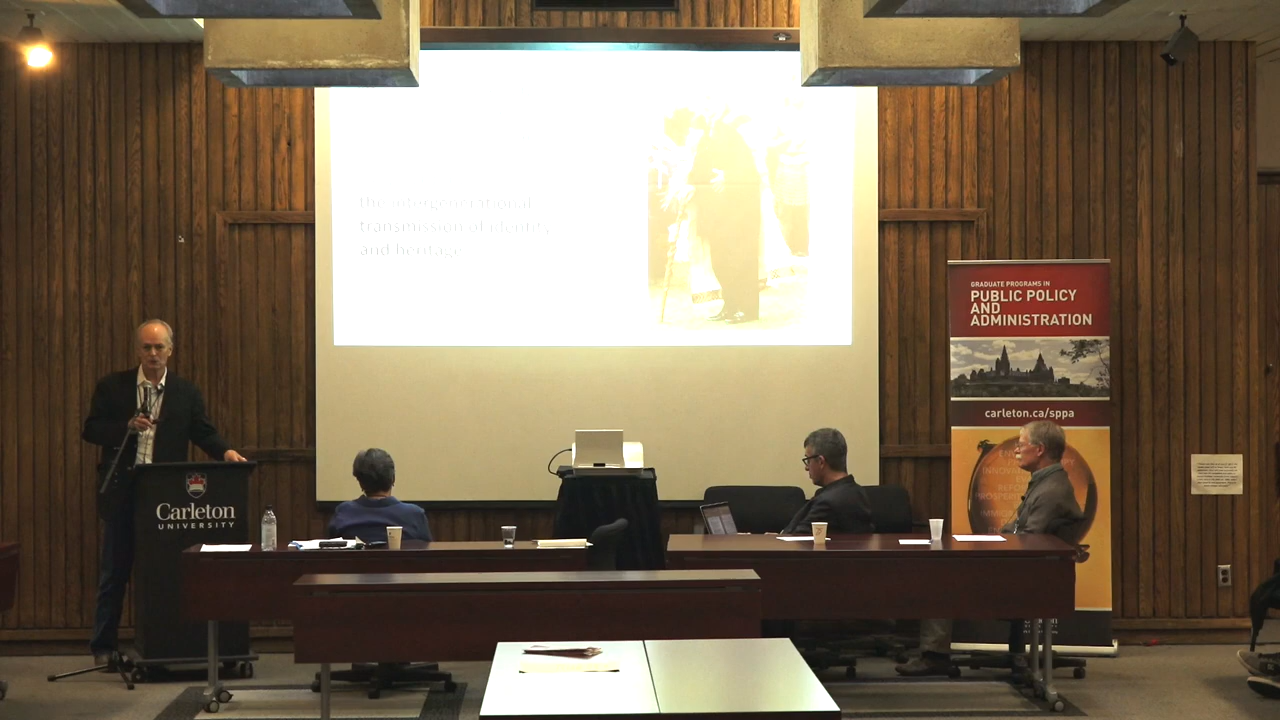 the intergenerational
transmission of identity
and heritage
GRADUATE PROGRAMS IN
PUBLIC POLICY
AND
ADMINISTRATION
carleton.ca/sppa
Carleton
UNIVERSITY